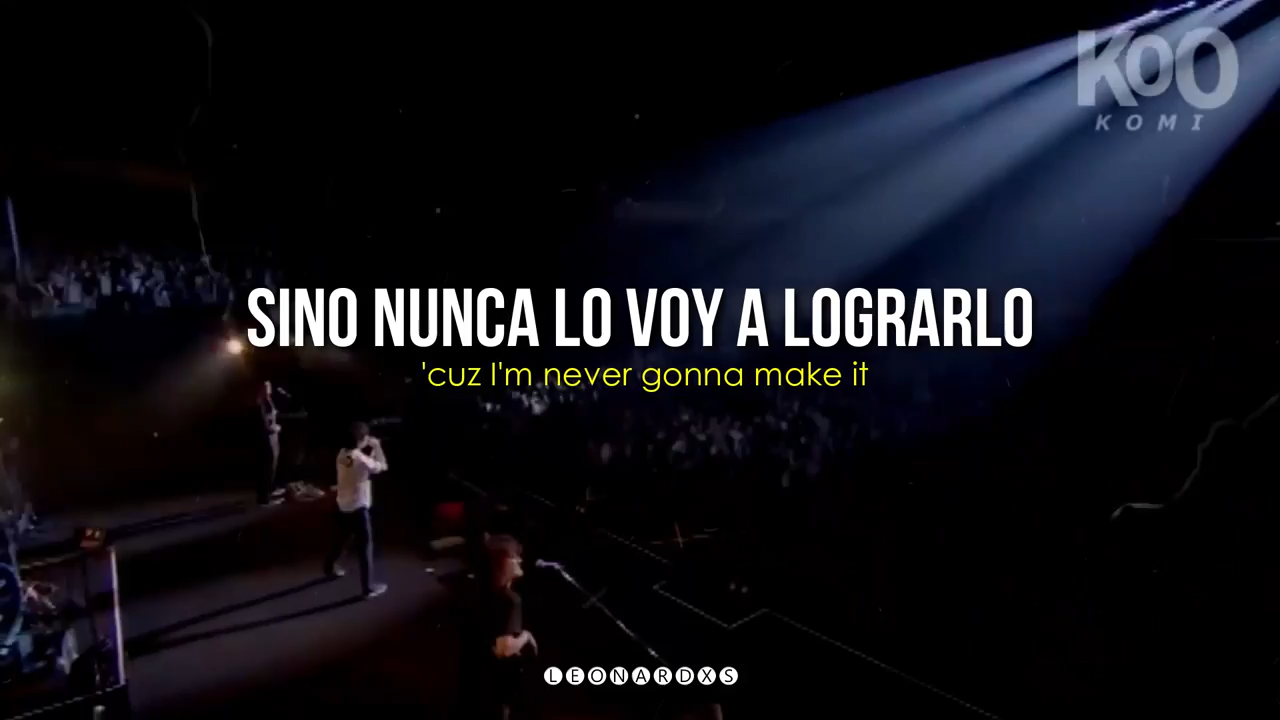 KOO
KOMI
SINO NUNCA LO VOY A LOGRARLO
'cuz I'm never gonna make it
LEONARDXS